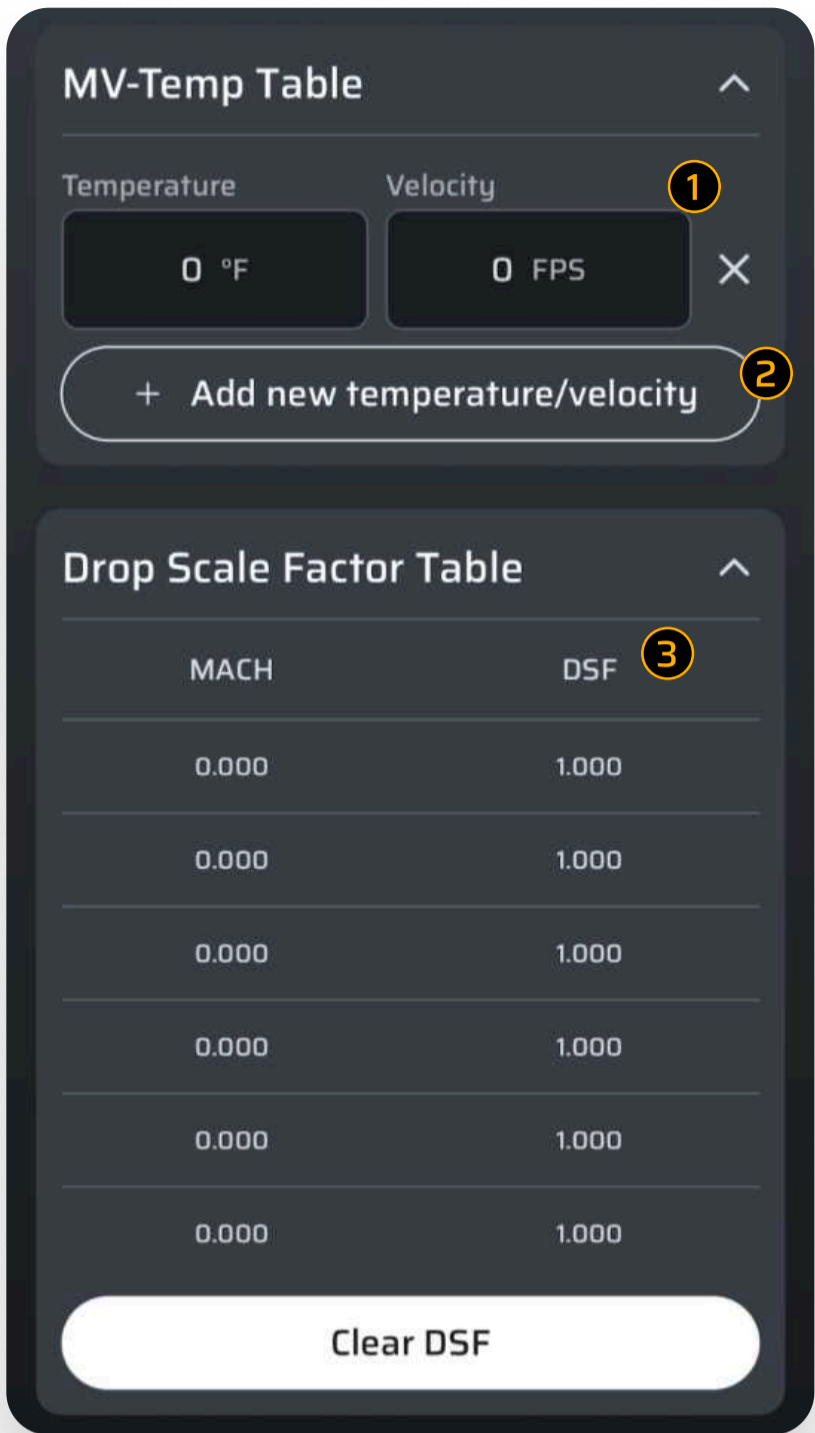 MV-Temp Table
Temperature Velocity 1
0 °F 0 FPS
+ Add new temperature/velocity 2
Drop Scale Factor Table
MACH DSF 3
0.000 1.000
0.000 1.000
0.000 1.000
0.000 1.000
0.000 1.000
0.000 1.000
Clear DSF